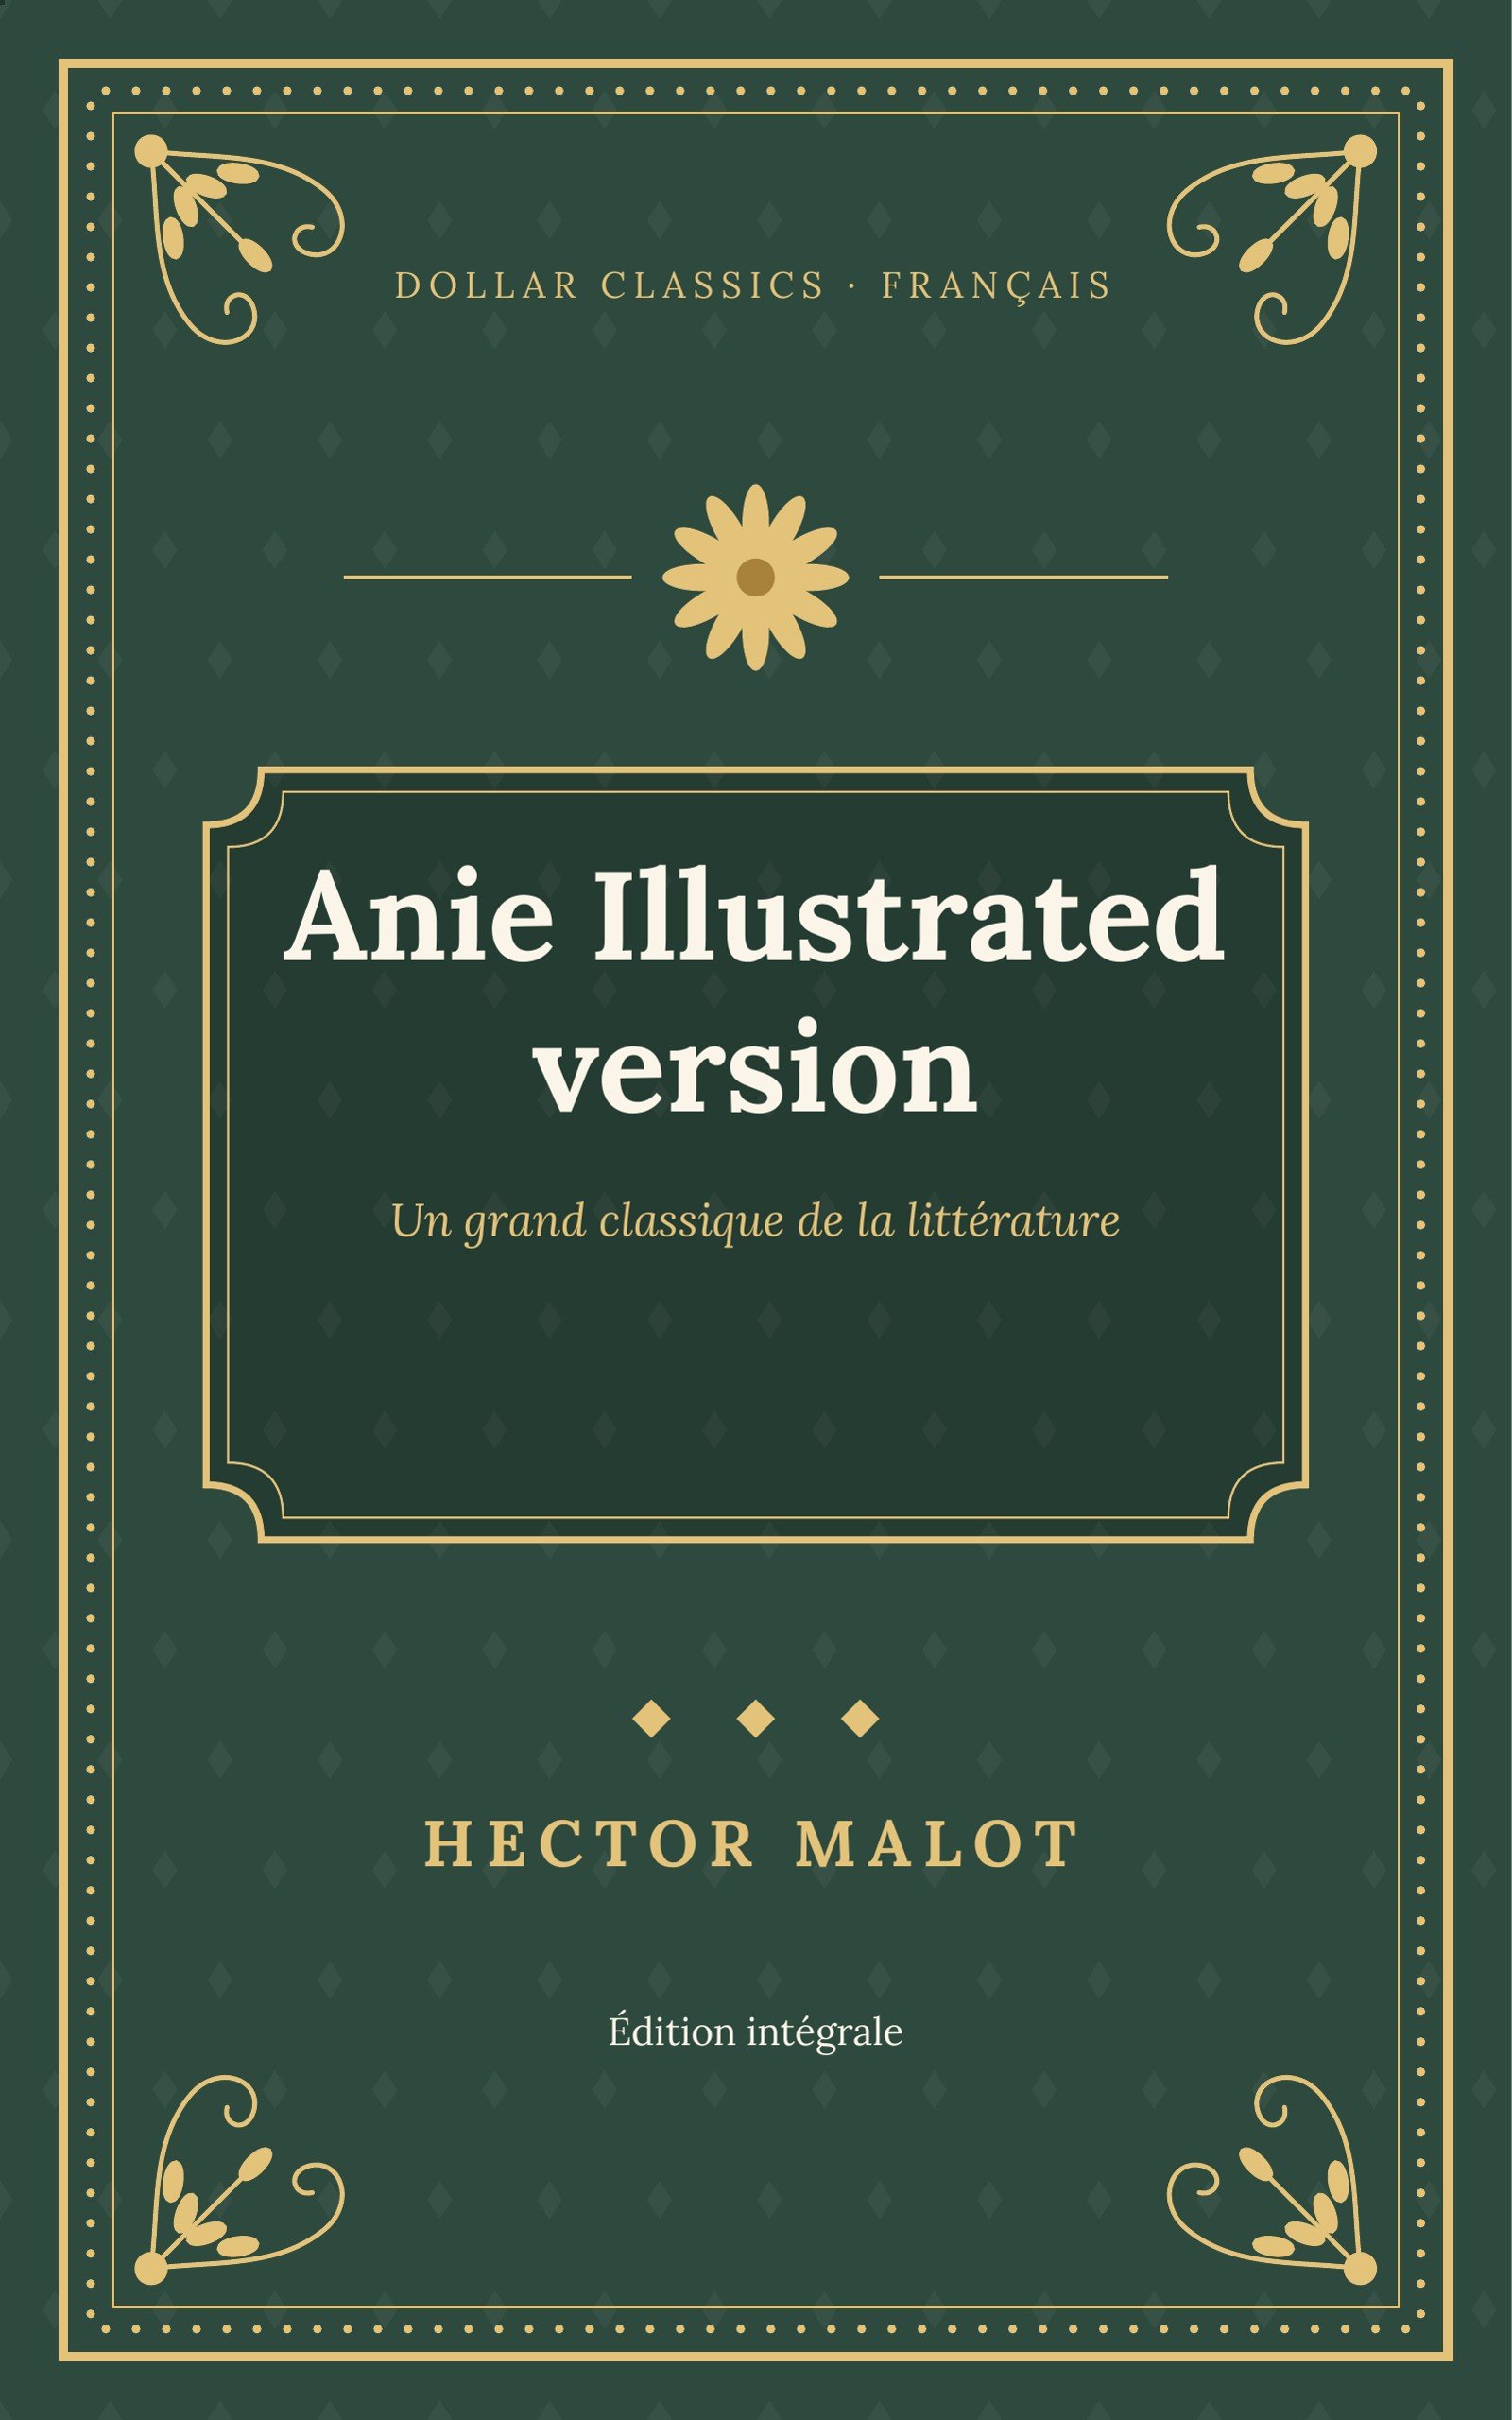 DOLLAR CLASSICS · FRANÇAIS
Anie Illustrated
version
Un grand classique de la littérature
HECTOR MALOT
Édition intégrale